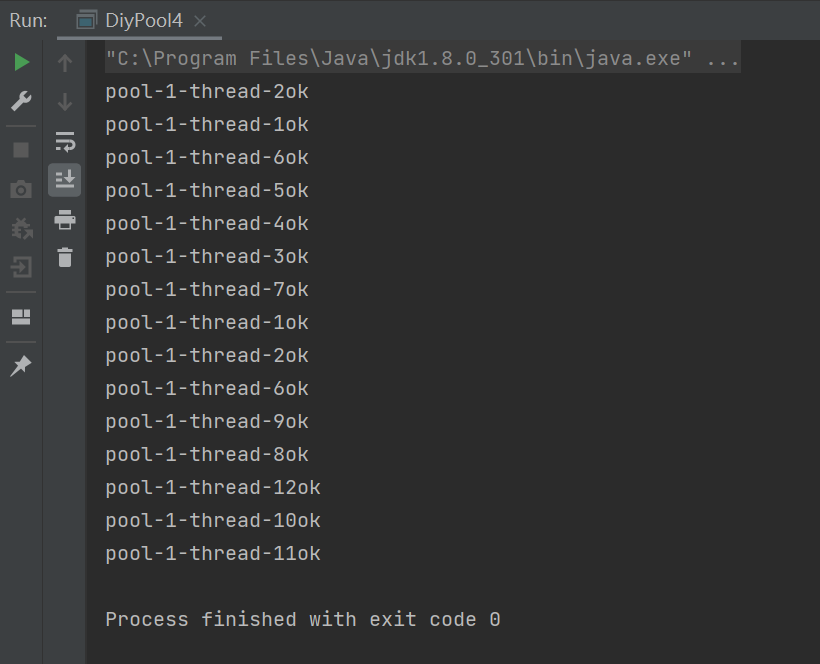 Run: DiyPool4
"C:\Program Files\Java\jdk1.8.0_301\bin\java.exe" ...
pool-1-thread-2ok
pool-1-thread-1ok
pool-1-thread-6ok
pool-1-thread-5ok
pool-1-thread-4ok
pool-1-thread-3ok
pool-1-thread-7ok
pool-1-thread-1ok
pool-1-thread-2ok
pool-1-thread-6ok
pool-1-thread-9ok
pool-1-thread-8ok
pool-1-thread-12ok
pool-1-thread-10ok
pool-1-thread-11ok
Process finished with exit code 0